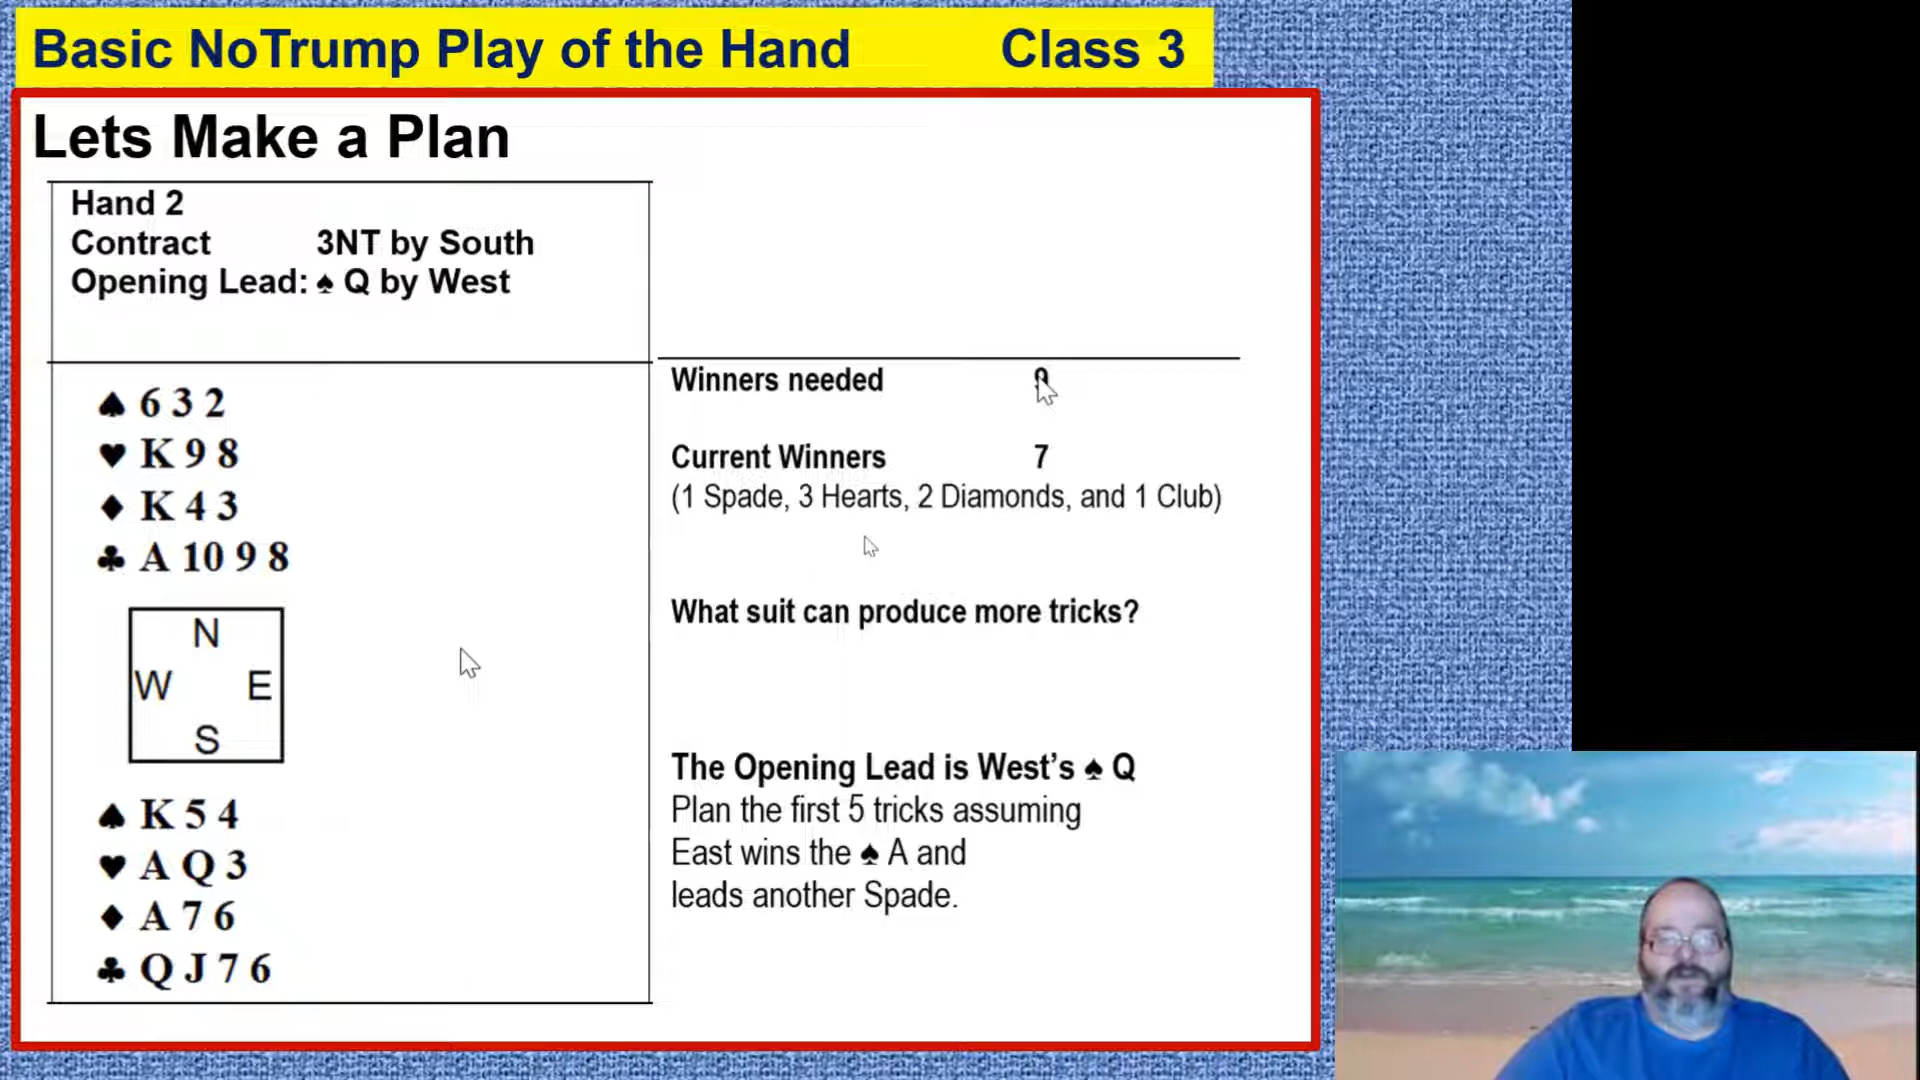 Basic NoTrump Play of the Hand Class 3
Lets Make a Plan
Hand 2
Contract 3NT by South
Opening Lead: ♠ Q by West
♠ 6 3 2
♥ K 9 8
♦ K 4 3
♣ A 10 9 8
N
W E
S
♠ K 5 4
♥ A Q 3
♦ A 7 6
♣ Q J 7 6
Winners needed
Current Winners 7
(1 Spade, 3 Hearts, 2 Diamonds, and 1 Club)
What suit can produce more tricks?
The Opening Lead is West's ♠ Q
Plan the first 5 tricks assuming
East wins the ♠ A and
leads another Spade.